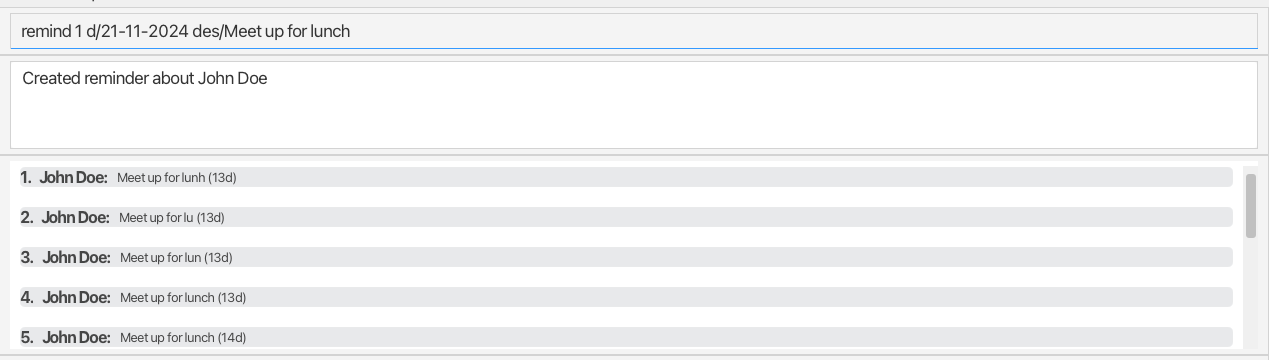 remind 1 d/21-11-2024 des/Meet up for lunch
Created reminder about John Doe
1. John Doe: Meet up for lunh (13d)
2. John Doe: Meet up for lu (13d)
3. John Doe: Meet up for lun (13d)
4. John Doe: Meet up for lunch (13d)
5. John Doe: Meet up for lunch (14d)